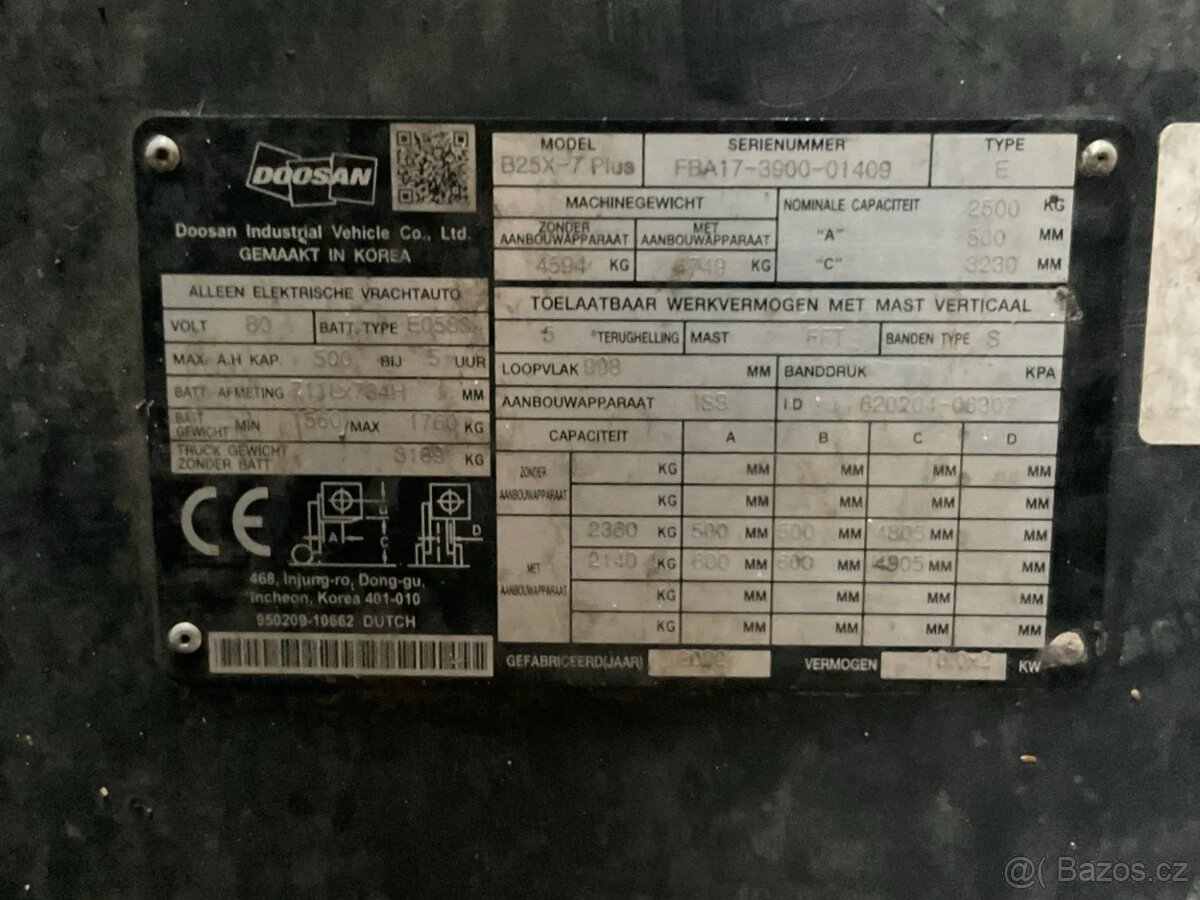 DOOSAN
Doosan Industrial Vehicle Co., Ltd.
GEMAAKT IN KOREA
ALLEEN ELEKTRISCHE VRACHTAUTO
VOLT 80 BATT. TYPE
MAX. A.H KAP. 500 BIJ 5 UUR
BATT. AFMETING MM
BATT GEWICHT MIN 1560 /MAX 1760 KG
TRUCK GEWICHT ZONDER BATT 3189 KG
CE
A C D
468, Injung-ro, Dong-gu,
Incheon, Korea 401-010
950209-10662 DUTCH
MODEL SERIENUMMER TYPE
B25X-7 Plus FBA17-3900-01409 E
MACHINEGEWICHT
ZONDER AANBOUWAPPARAAT MET AANBOUWAPPARAAT
4594 KG KG
NOMINALE CAPACITEIT 2500 KG
"A" 500 MM
"C" 3230 MM
TOELAATBAAR WERKVERMOGEN MET MAST VERTICAAL
5 °TERUGHELLING MAST FFT BANDEN TYPE S
LOOPVLAK 998 MM BANDDRUK KPA
AANBOUWAPPARAAT ISS I.D 620204-06307
CAPACITEIT A B C D
ZONDER AANBOUWAPPARAAT
KG MM MM MM MM
KG MM MM MM MM
MET AANBOUWAPPARAAT
2360 KG 500 MM 500 MM 4805 MM MM
2140 KG 600 MM 600 MM 4805 MM MM
KG MM MM MM MM
KG MM MM MM MM
GEFABRICEERD(JAAR) VERMOGEN KW
@( Bazos.cz